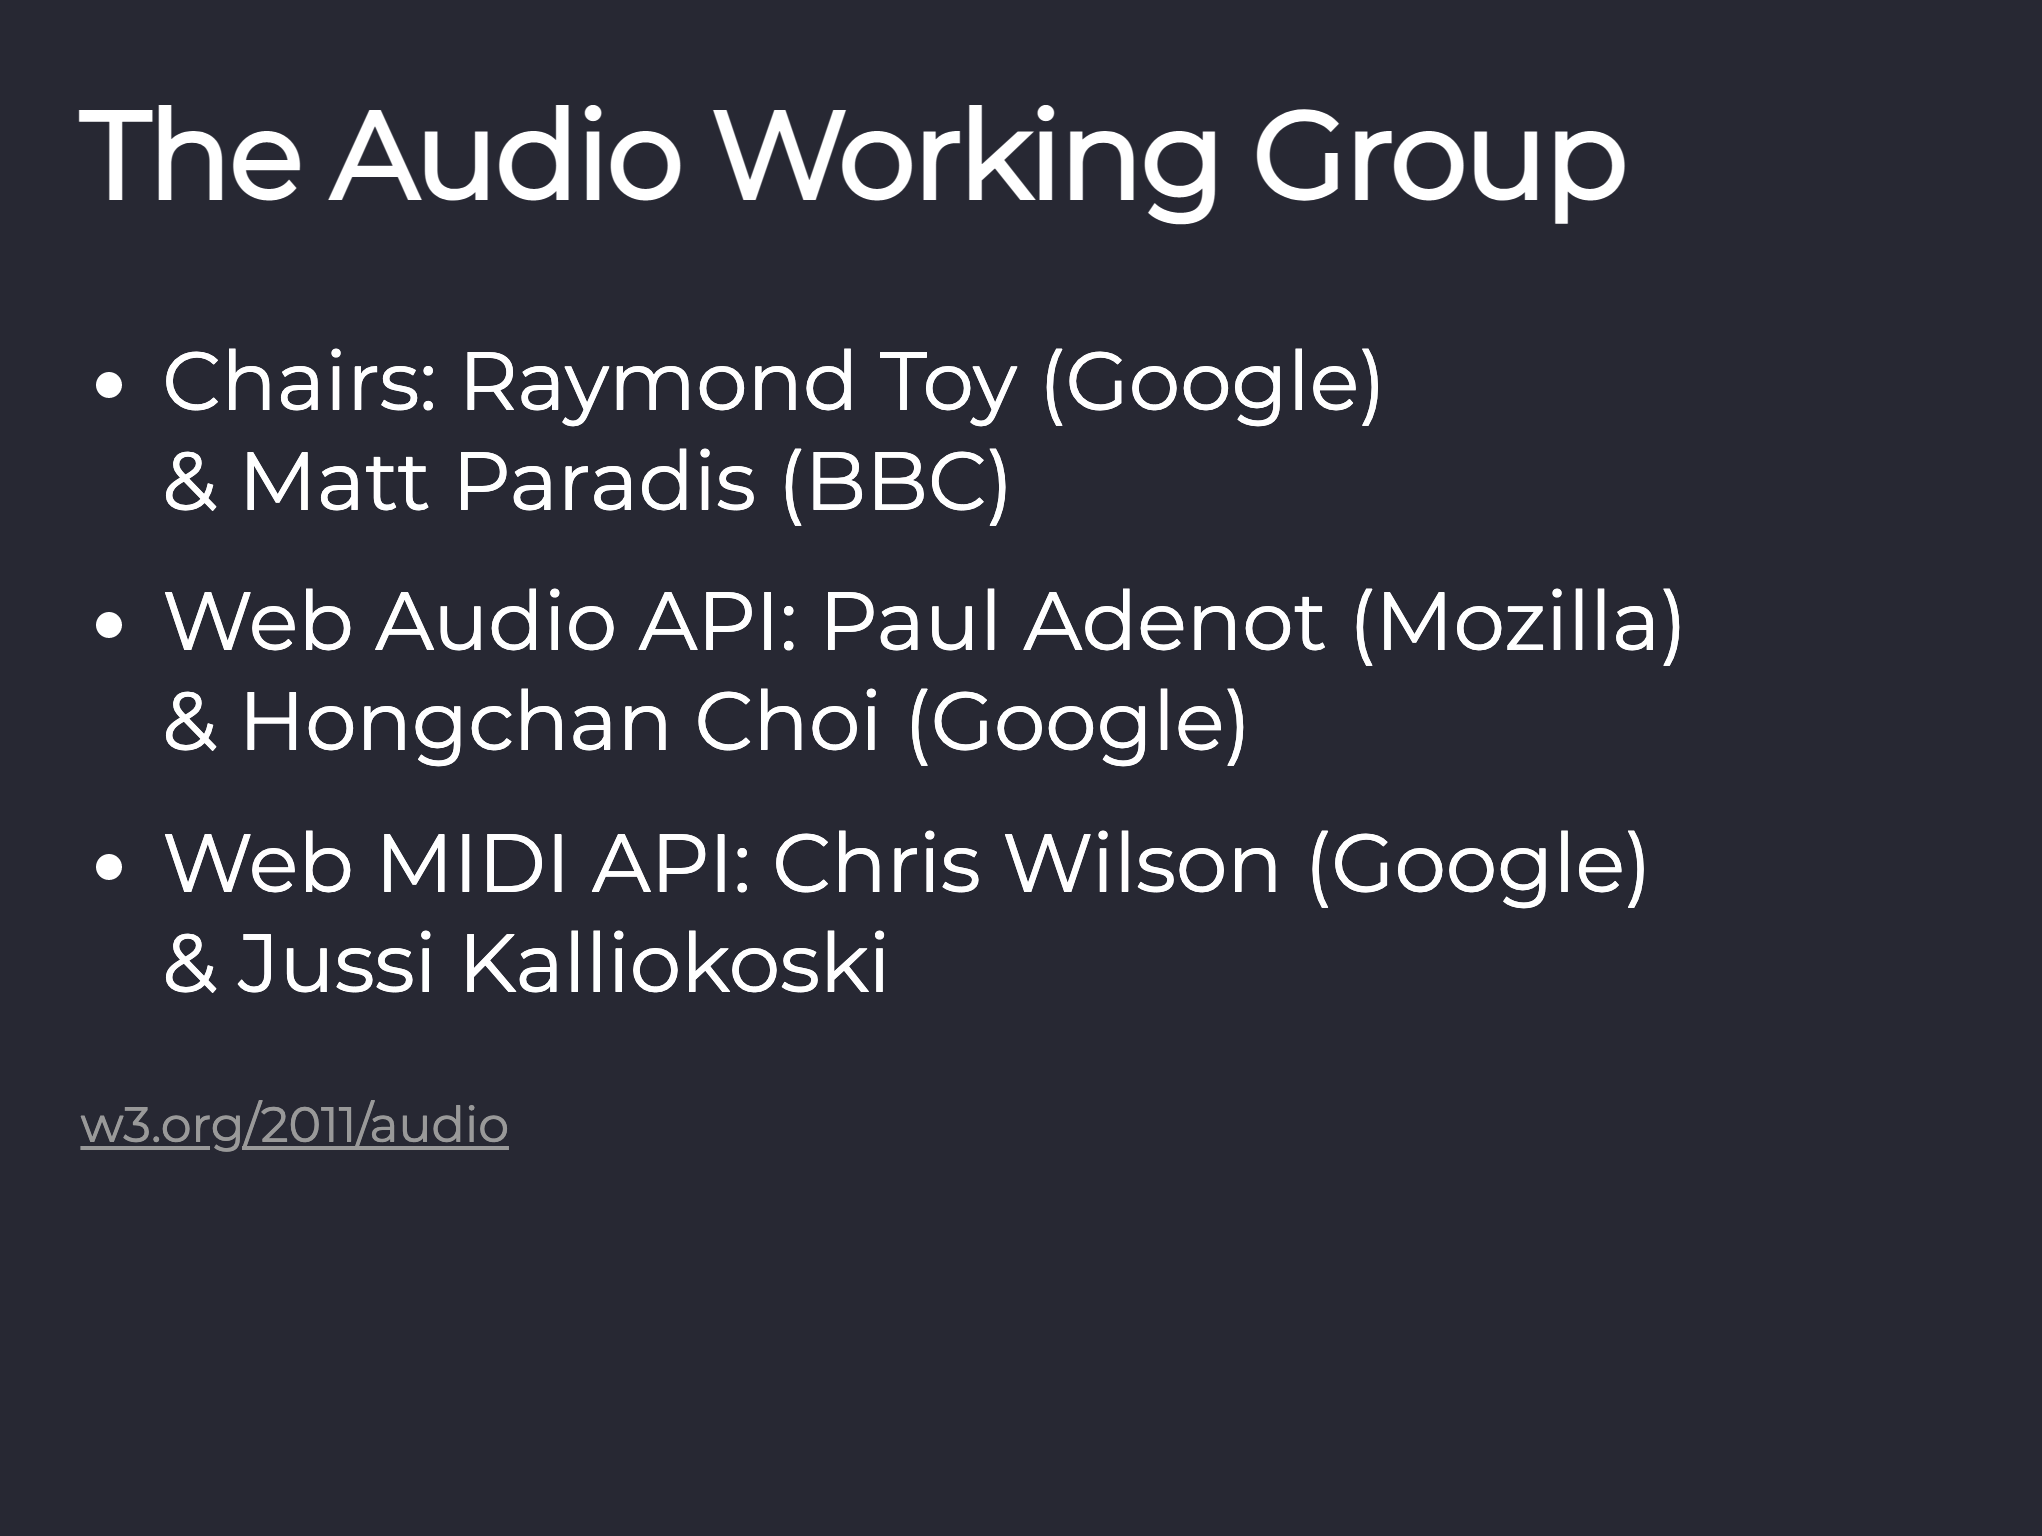 The Audio Working Group
• Chairs: Raymond Toy (Google)
& Matt Paradis (BBC)
• Web Audio API: Paul Adenot (Mozilla)
& Hongchan Choi (Google)
• Web MIDI API: Chris Wilson (Google)
& Jussi Kalliokoski
w3.org/2011/audio